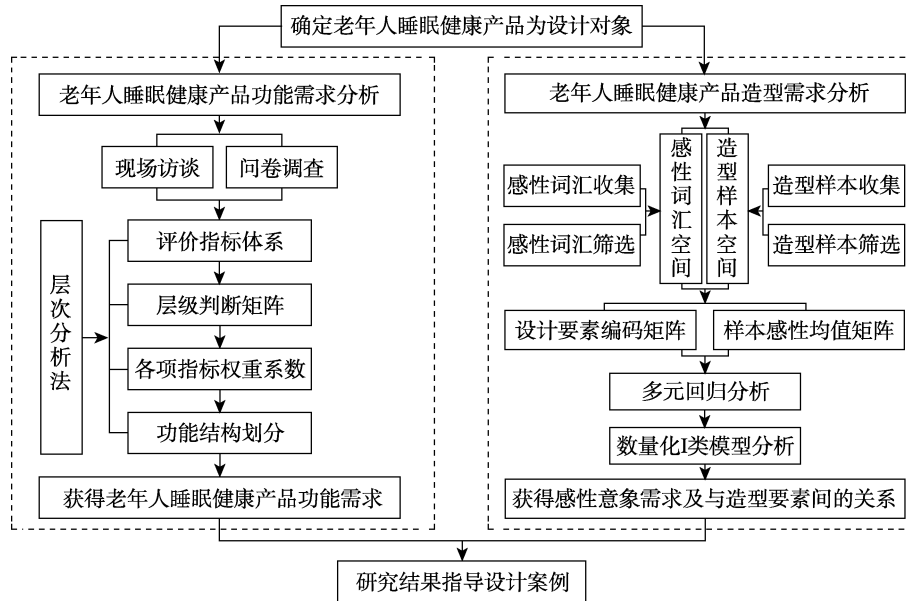 确定老年人睡眠健康产品为设计对象
老年人睡眠健康产品功能需求分析
现场访谈
问卷调查
层次分析法
评价指标体系
层级判断矩阵
各项指标权重系数
功能结构划分
获得老年人睡眠健康产品功能需求
老年人睡眠健康产品造型需求分析
感性词汇收集
感性词汇筛选
感性词汇空间
造型样本空间
造型样本收集
造型样本筛选
设计要素编码矩阵
样本感性均值矩阵
多元回归分析
数量化I类模型分析
获得感性意象需求及与造型要素间的关系
研究结果指导设计案例